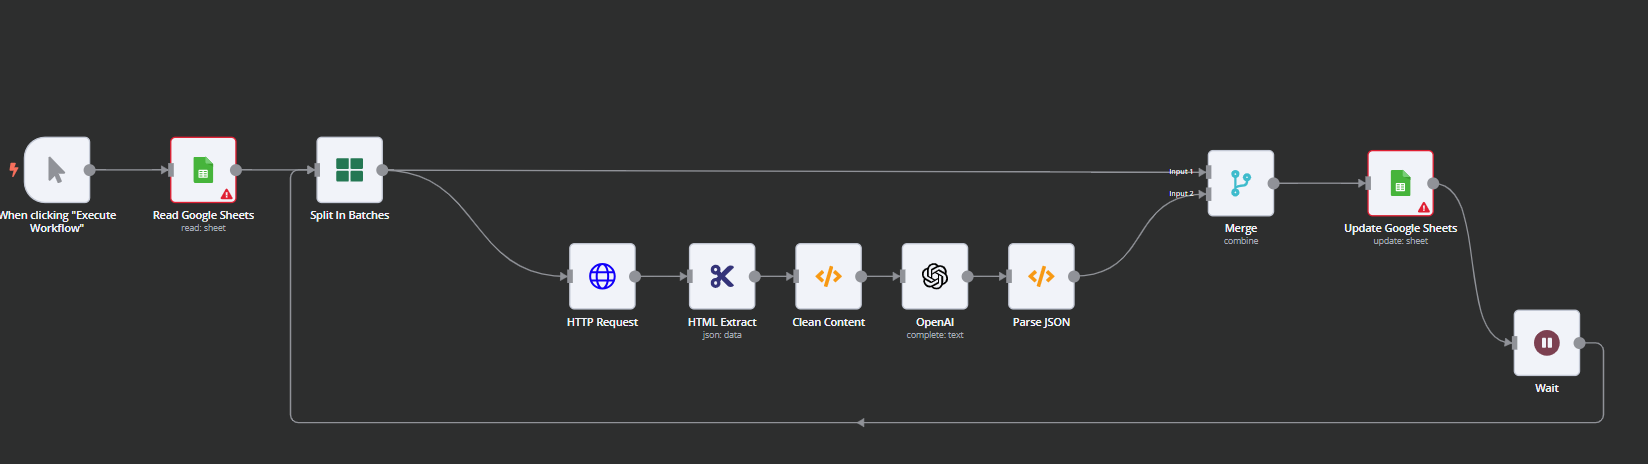 When clicking "Execute
Workflow"
Read Google Sheets
read: sheet
Split In Batches
HTTP Request
HTML Extract
json: data
Clean Content
OpenAI
complete: text
Parse JSON
Input 1
Input 2
Merge
combine
Update Google Sheets
update: sheet
Wait